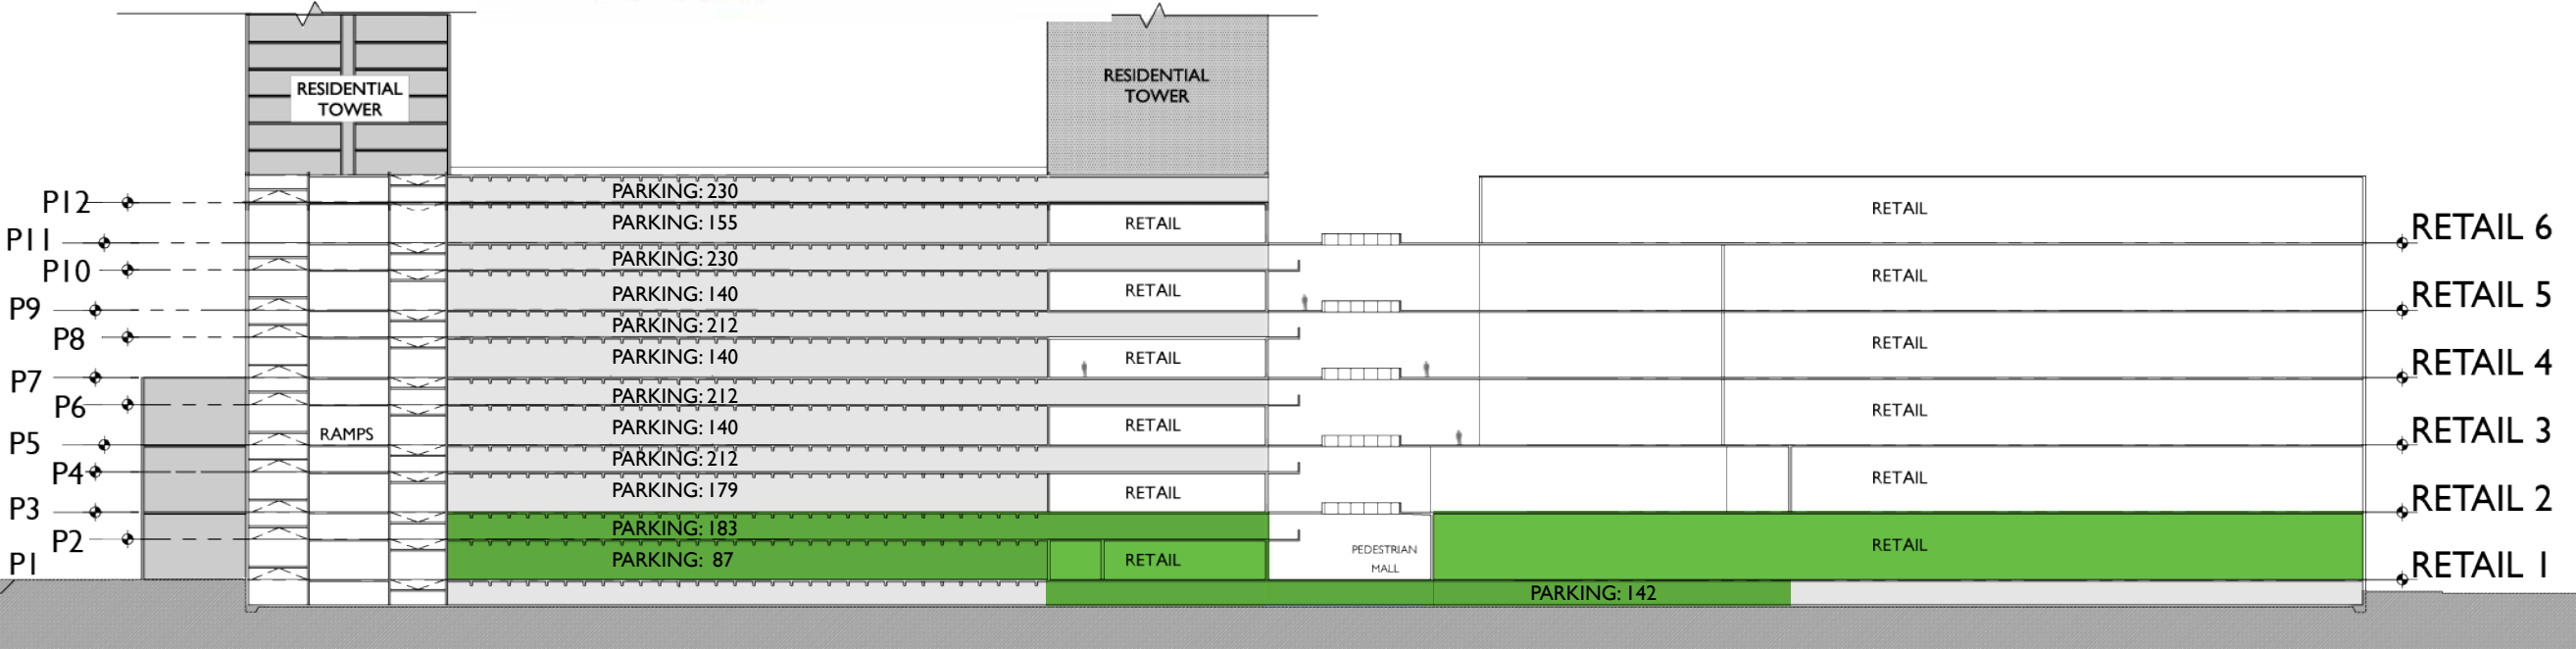 RESIDENTIAL
TOWER
RESIDENTIAL
TOWER
P12
P11
P10
P9
P8
P7
P6
P5
P4
P3
P2
P1
RAMPS
PARKING: 230
PARKING: 155
PARKING: 230
PARKING: 140
PARKING: 212
PARKING: 140
PARKING: 212
PARKING: 140
PARKING: 212
PARKING: 179
PARKING: 183
PARKING: 87
RETAIL
RETAIL
RETAIL
RETAIL
RETAIL
RETAIL
PEDESTRIAN
MALL
PARKING: 142
RETAIL
RETAIL
RETAIL
RETAIL
RETAIL
RETAIL
RETAIL 6
RETAIL 5
RETAIL 4
RETAIL 3
RETAIL 2
RETAIL 1